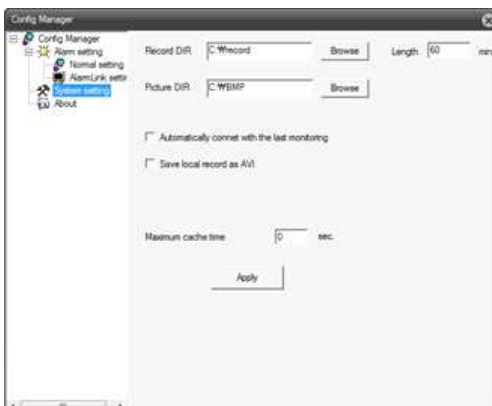 Config Manager
Config Manager
Alarm setting
Normal setting
AlarmLink settir
System setting
About
Record DIR C:₩record Browse Length 60 min
Picture DIR C:₩BMP Browse
Automatically connet with the last monitoring
Save local record as AVI
Maximum cache time 0 sec.
Apply